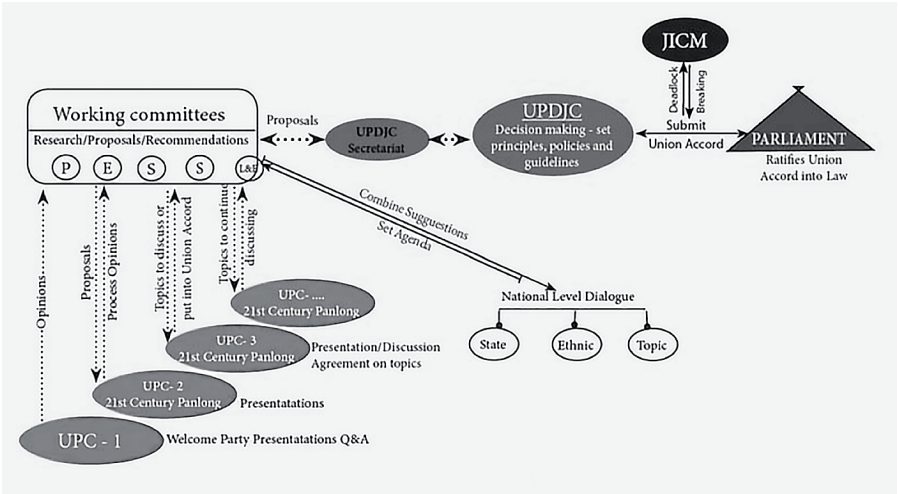 JICM
Deadlock
Breaking
Working committees
Research/Proposals/Recommendations
P
E
S
S
L&E
Proposals
UPDJC
Secretariat
UPDJC
Decision making - set
principles, policies and
guidelines
Submit
Union Accord
PARLIAMENT
Ratifies Union
Accord into Law
Combine Sugguestions
Set Agenda
National Level Dialogue
State
Ethnic
Topic
Opinions
Proposals
Process Opinions
Topics to discuss or
put into Union Accord
Topics to continue
discussing
UPC- ....
21st Century Panlong
UPC- 3
21st Century Panlong
Presentation/Discussion
Agreement on topics
UPC- 2
21st Century Panlong
Presentatations
UPC - 1
Welcome Party Presentatations Q&A